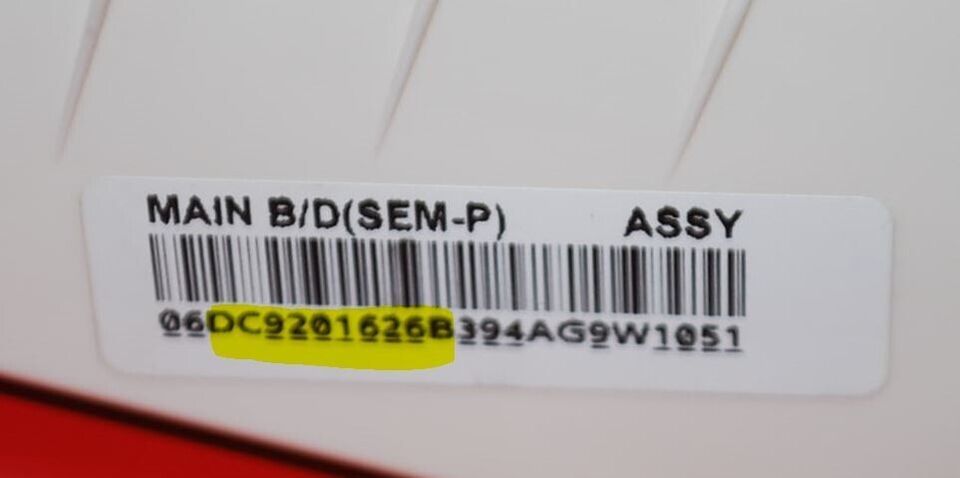 MAIN B/D(SEM-P) ASSY
06DC9201626B394AG9W1051